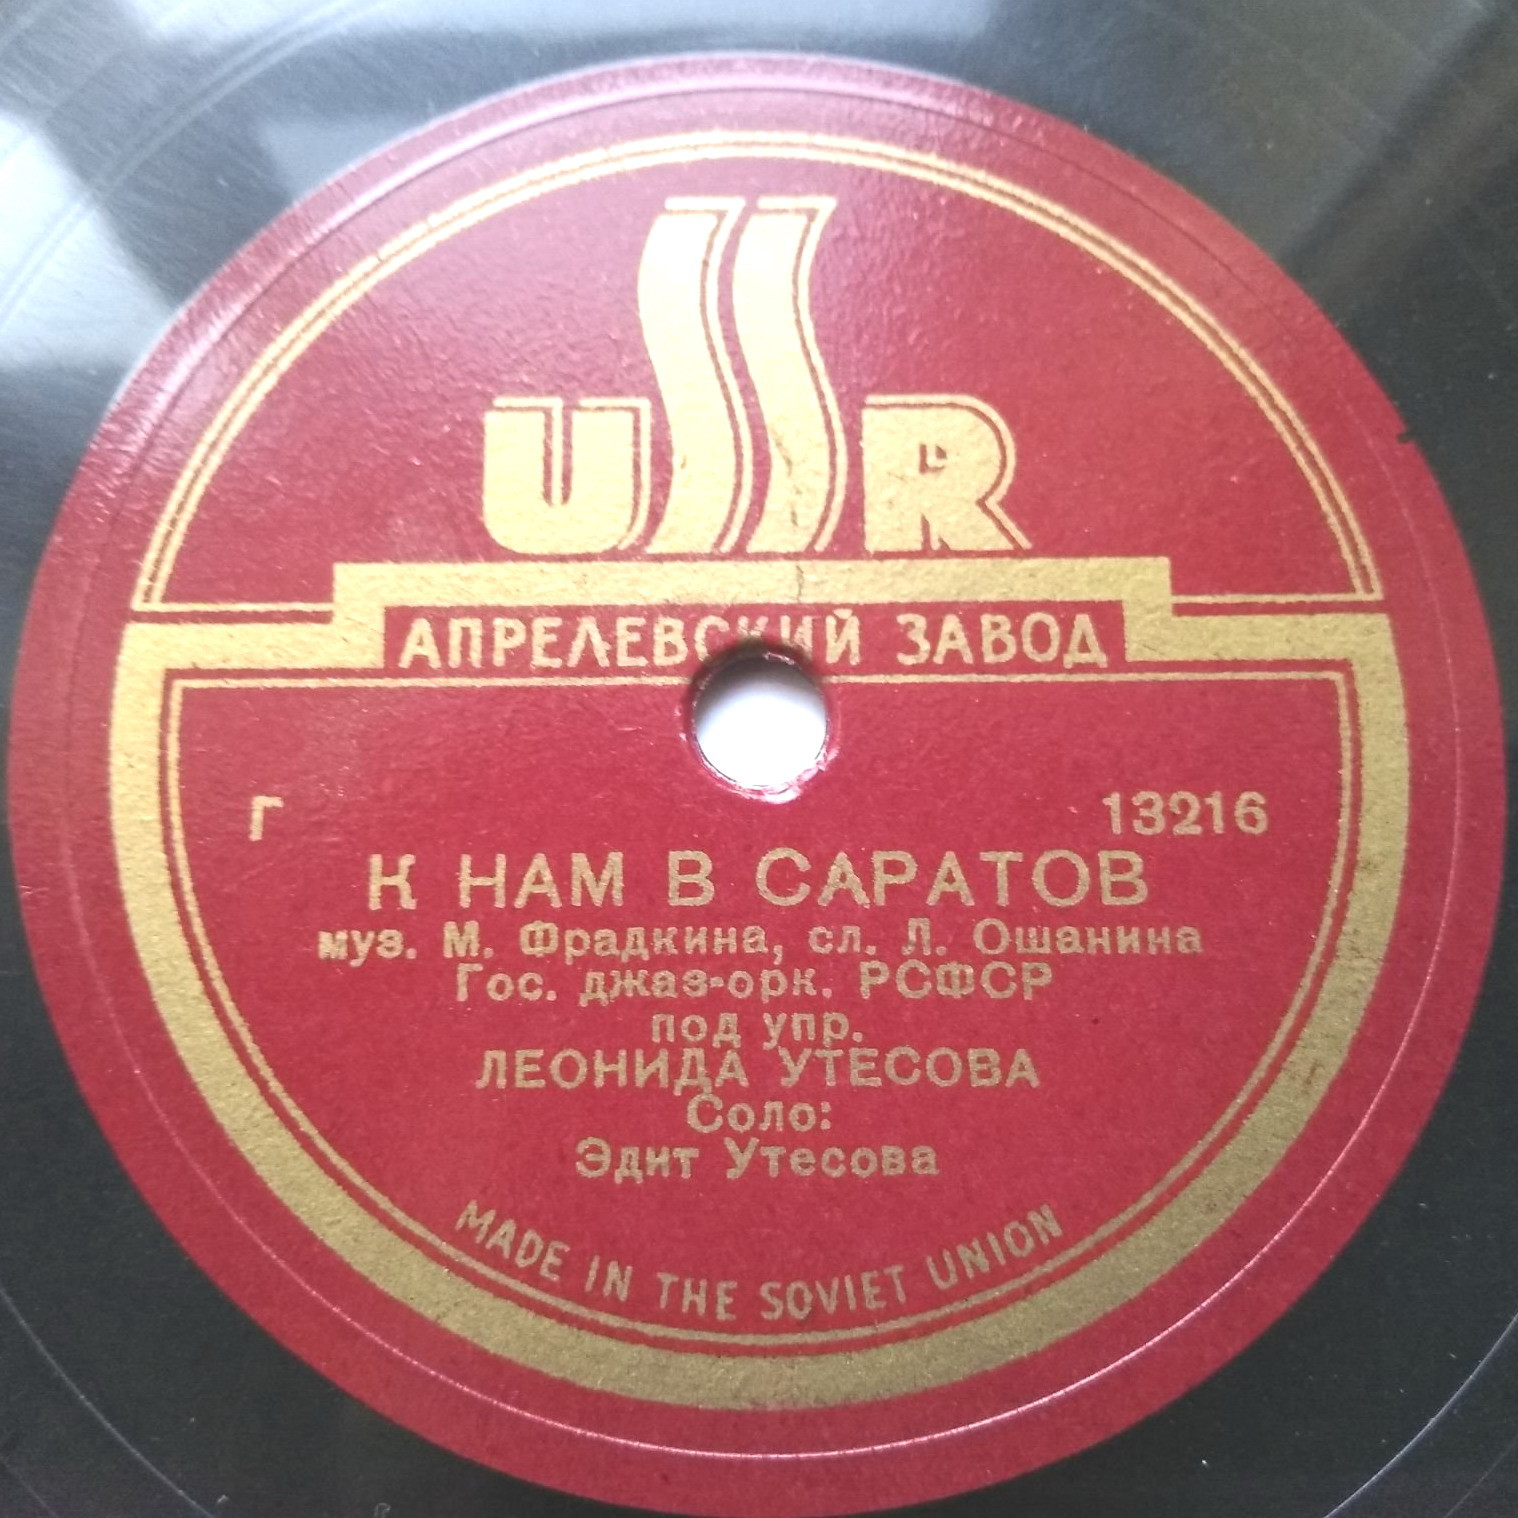 USSR
АПРЕЛЕВСКИЙ ЗАВОД
Г 13216
К НАМ В САРАТОВ
муз. М. Фрадкина, сл. Л. Ошанина
Гос. джаз-орк. РСФСР
под упр.
ЛЕОНИДА УТЕСОВА
Соло:
Эдит Утесова
MADE IN THE SOVIET UNION